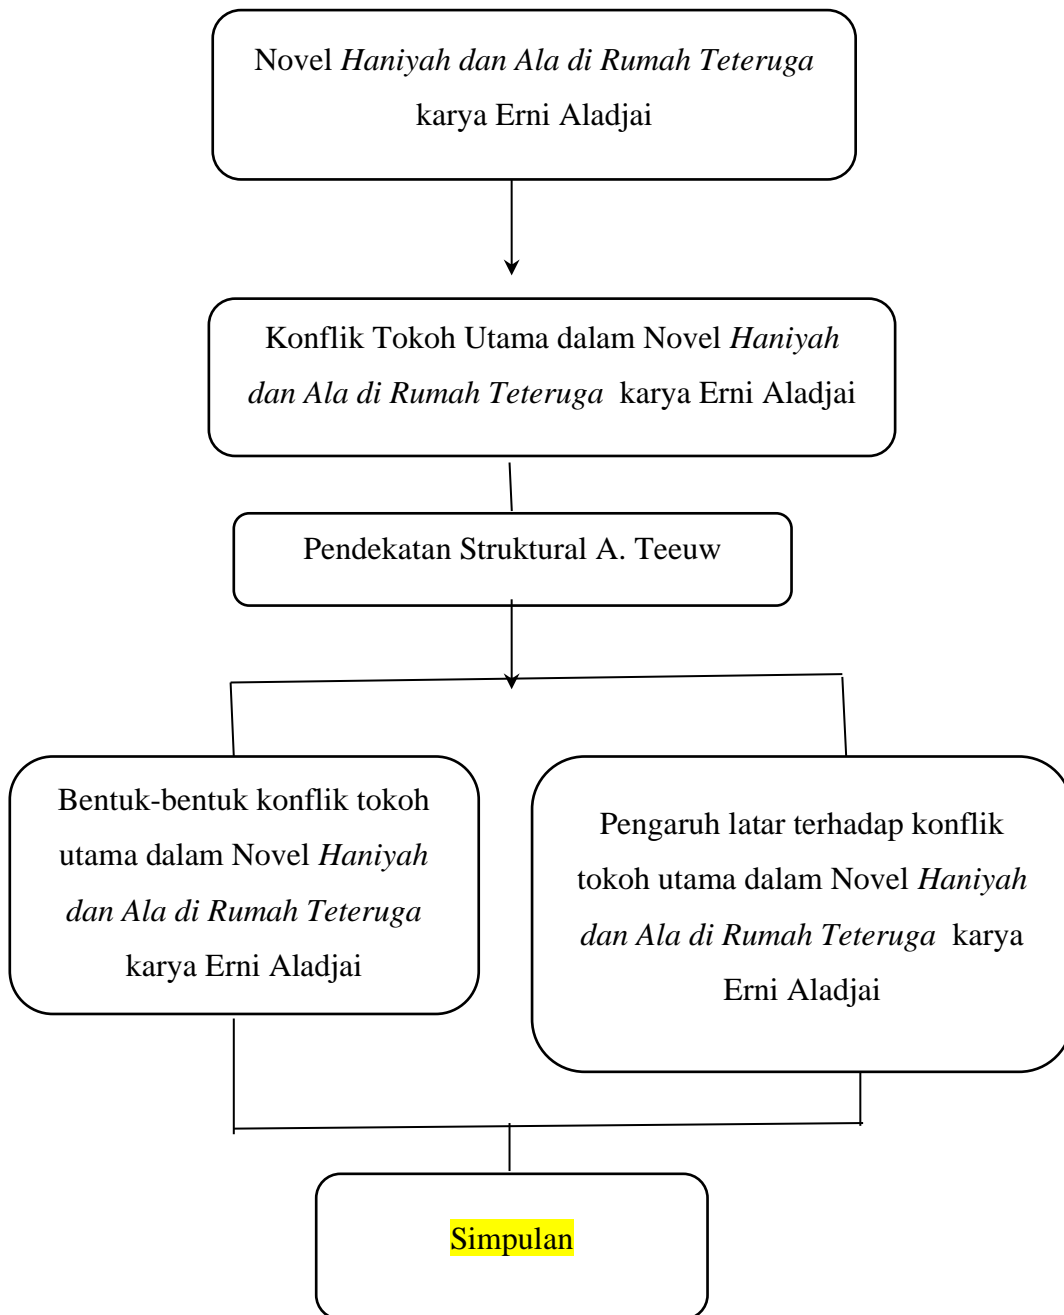 Novel Haniyah dan Ala di Rumah Teteruga
karya Erni Aladjai
Konflik Tokoh Utama dalam Novel Haniyah
dan Ala di Rumah Teteruga karya Erni Aladjai
Pendekatan Struktural A. Teeuw
Bentuk-bentuk konflik tokoh
utama dalam Novel Haniyah
dan Ala di Rumah Teteruga
karya Erni Aladjai
Pengaruh latar terhadap konflik
tokoh utama dalam Novel Haniyah
dan Ala di Rumah Teteruga karya
Erni Aladjai
Simpulan